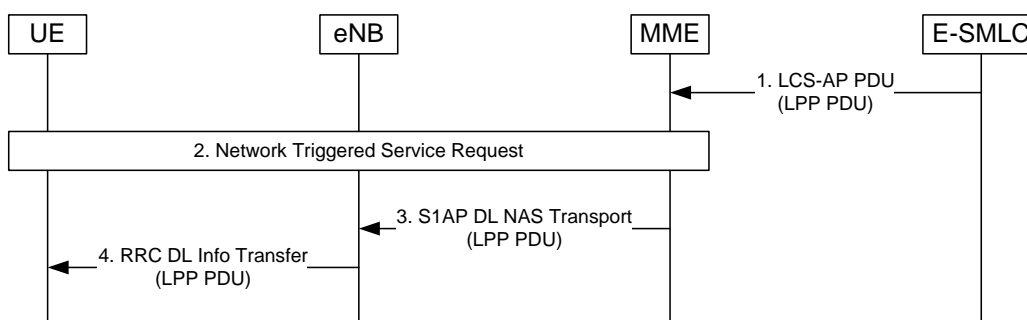 UE
eNB
MME
E-SMLC
1. LCS-AP PDU
(LPP PDU)
2. Network Triggered Service Request
3. S1AP DL NAS Transport
(LPP PDU)
4. RRC DL Info Transfer
(LPP PDU)